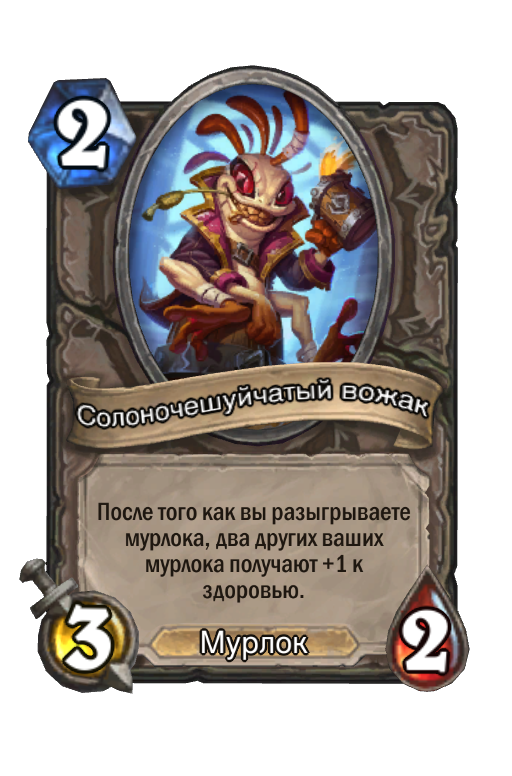 2
Солоночешуйчатый вожак
После того как вы разыгрываете
мурлока, два других ваших
мурлока получают +1 к
здоровью.
3
Мурлок
2